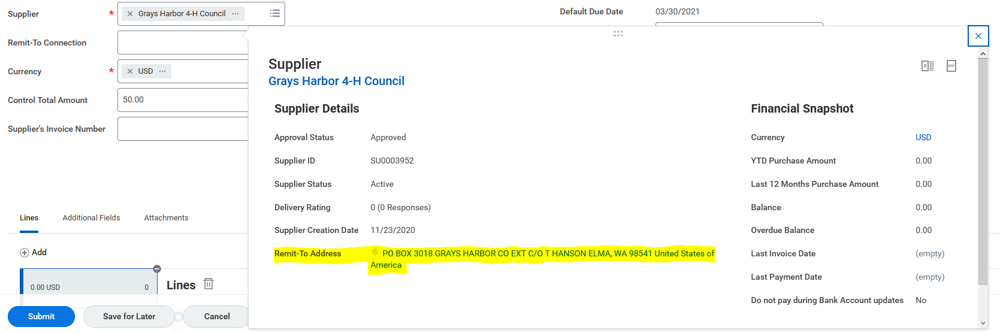 Supplier * × Grays Harbor 4-H Council ... Default Due Date 03/30/2021
Remit-To Connection
Currency * × USD ...
Control Total Amount 50.00
Supplier's Invoice Number
Lines Additional Fields Attachments
Add
0.00 USD 0 Lines
Submit Save for Later Cancel
Supplier
Grays Harbor 4-H Council
Supplier Details
Approval Status Approved
Supplier ID SU0003952
Supplier Status Active
Delivery Rating 0 (0 Responses)
Supplier Creation Date 11/23/2020
Remit-To Address PO BOX 3018 GRAYS HARBOR CO EXT C/O T HANSON ELMA, WA 98541 United States of
America
Financial Snapshot
Currency USD
YTD Purchase Amount 0.00
Last 12 Months Purchase Amount 0.00
Balance 0.00
Overdue Balance 0.00
Last Invoice Date (empty)
Last Payment Date (empty)
Do not pay during Bank Account updates No
PDF